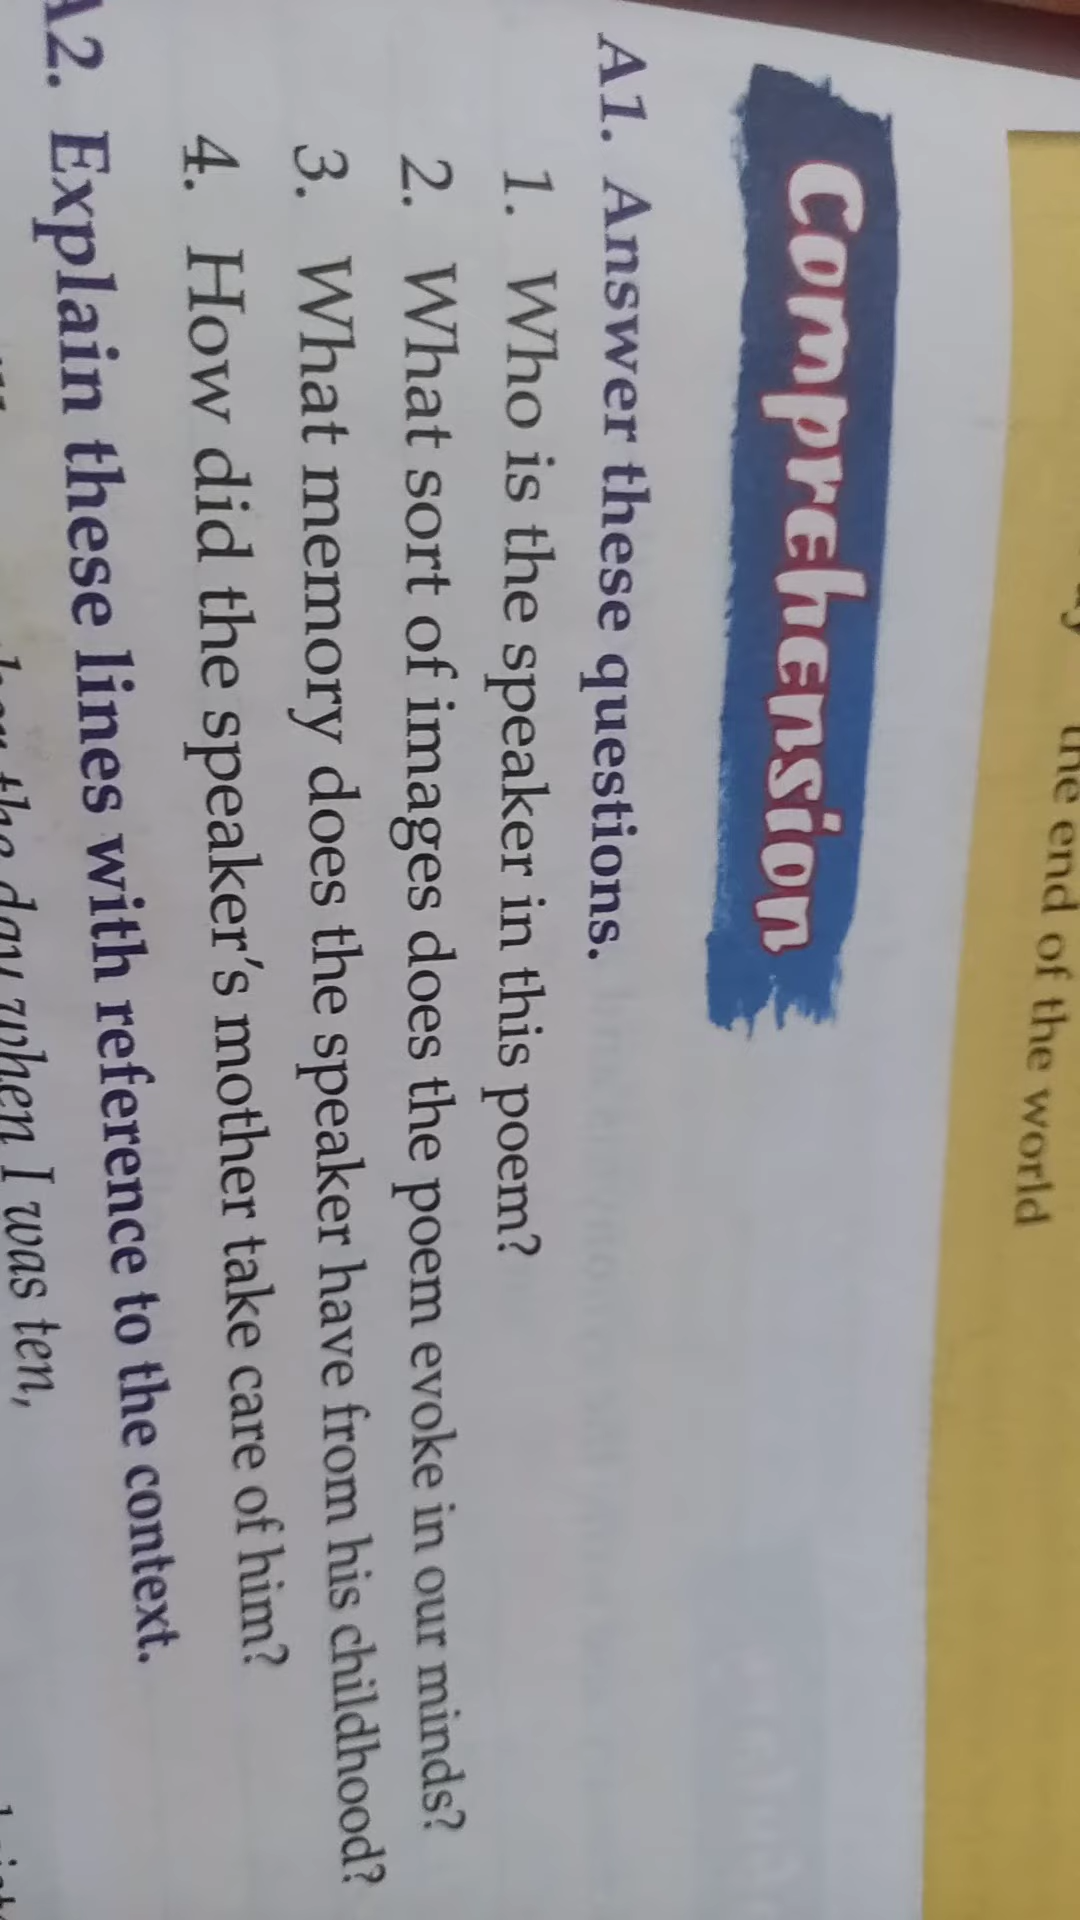 the end of the world
Comprehension
A1. Answer these questions.
1. Who is the speaker in this poem?
2. What sort of images does the poem evoke in our minds?
3. What memory does the speaker have from his childhood?
4. How did the speaker's mother take care of him?
A2. Explain these lines with reference to the context.
the day when I was ten,